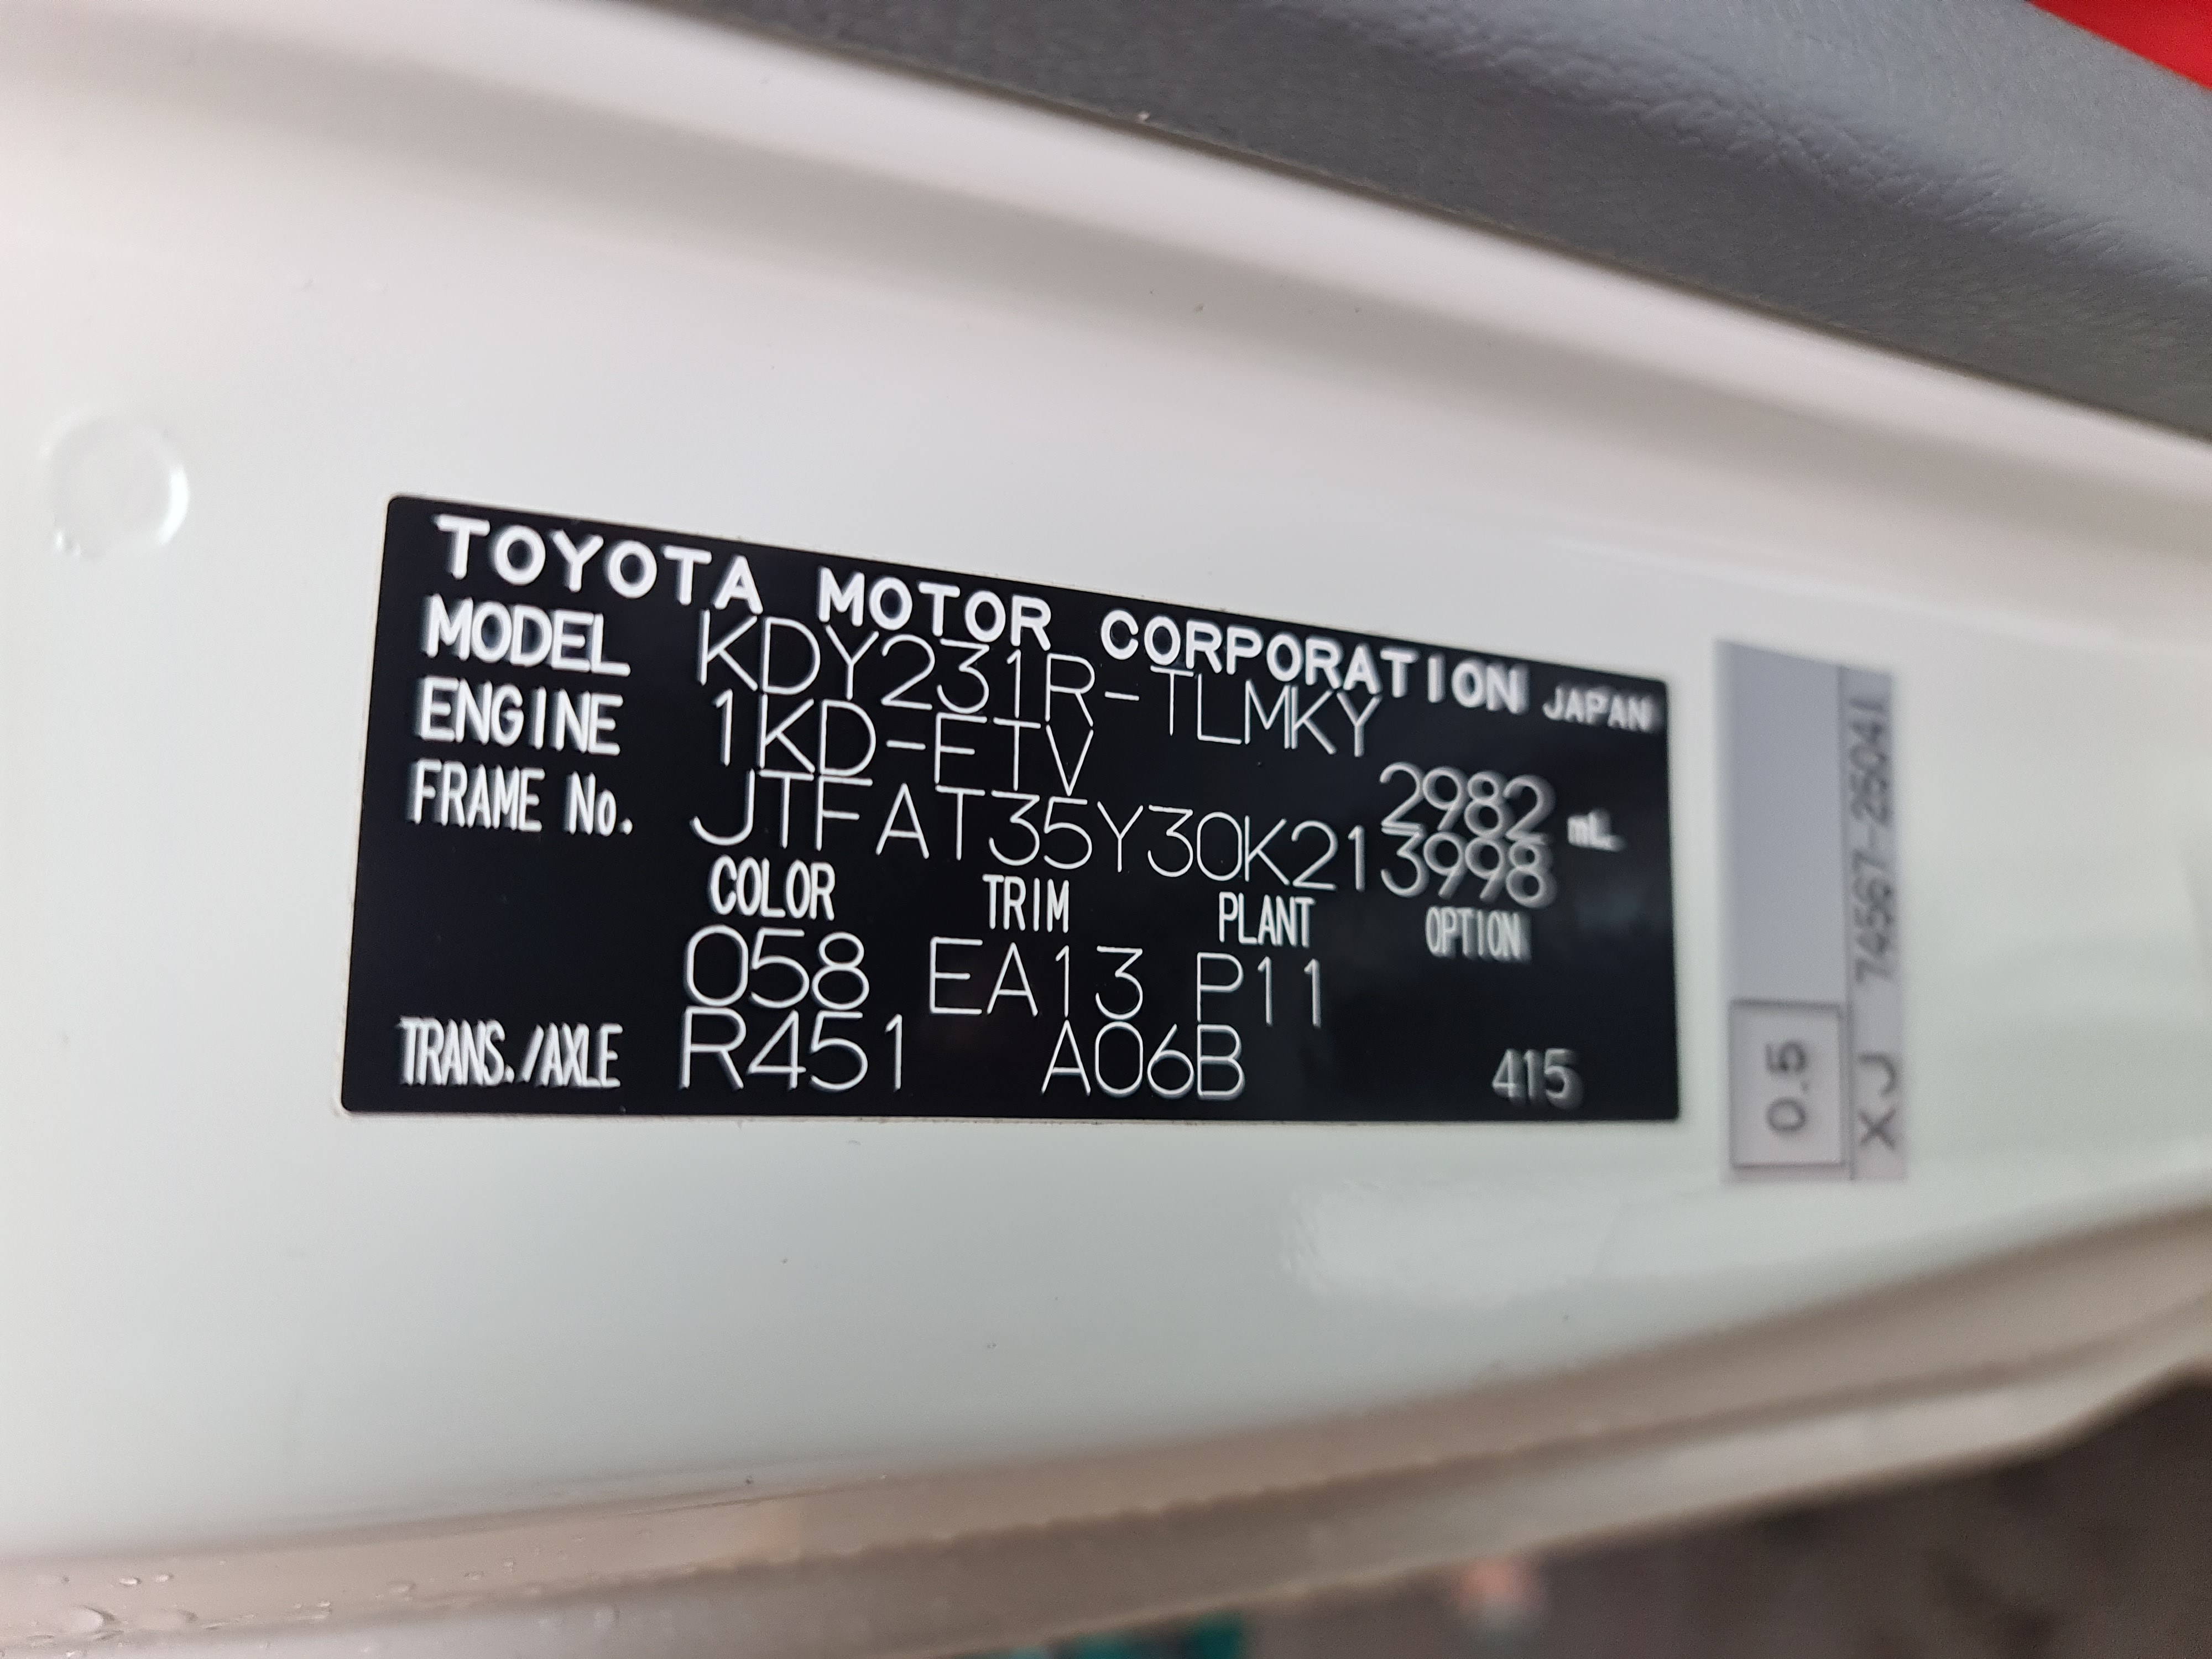 TOYOTA MOTOR CORPORATION JAPAN
MODEL KDY231R-TLMKY
ENGINE 1KD-FTV 2982 mL
FRAME No. JTFAT35Y30K213998
COLOR TRIM PLANT OPTION
058 EA13 P11
TRANS./AXLE R451 A06B 415
0.5
XJ 74567-25041